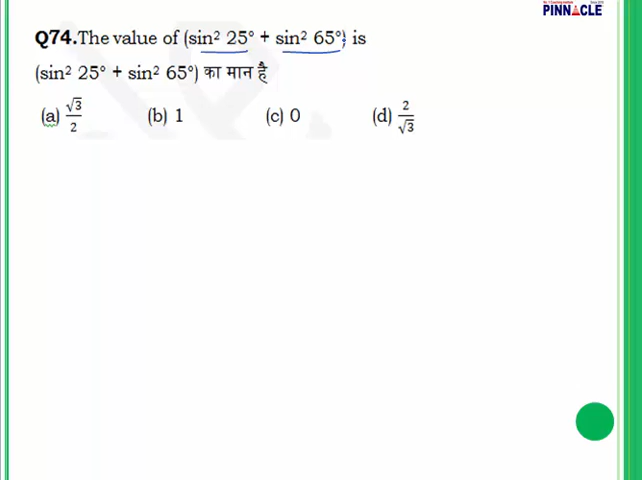 PINNACLE
Q74.The value of (sin² 25° + sin² 65°) is
(sin² 25° + sin² 65°) का मान है
(a) √3/2 (b) 1 (c) 0 (d) 2/√3